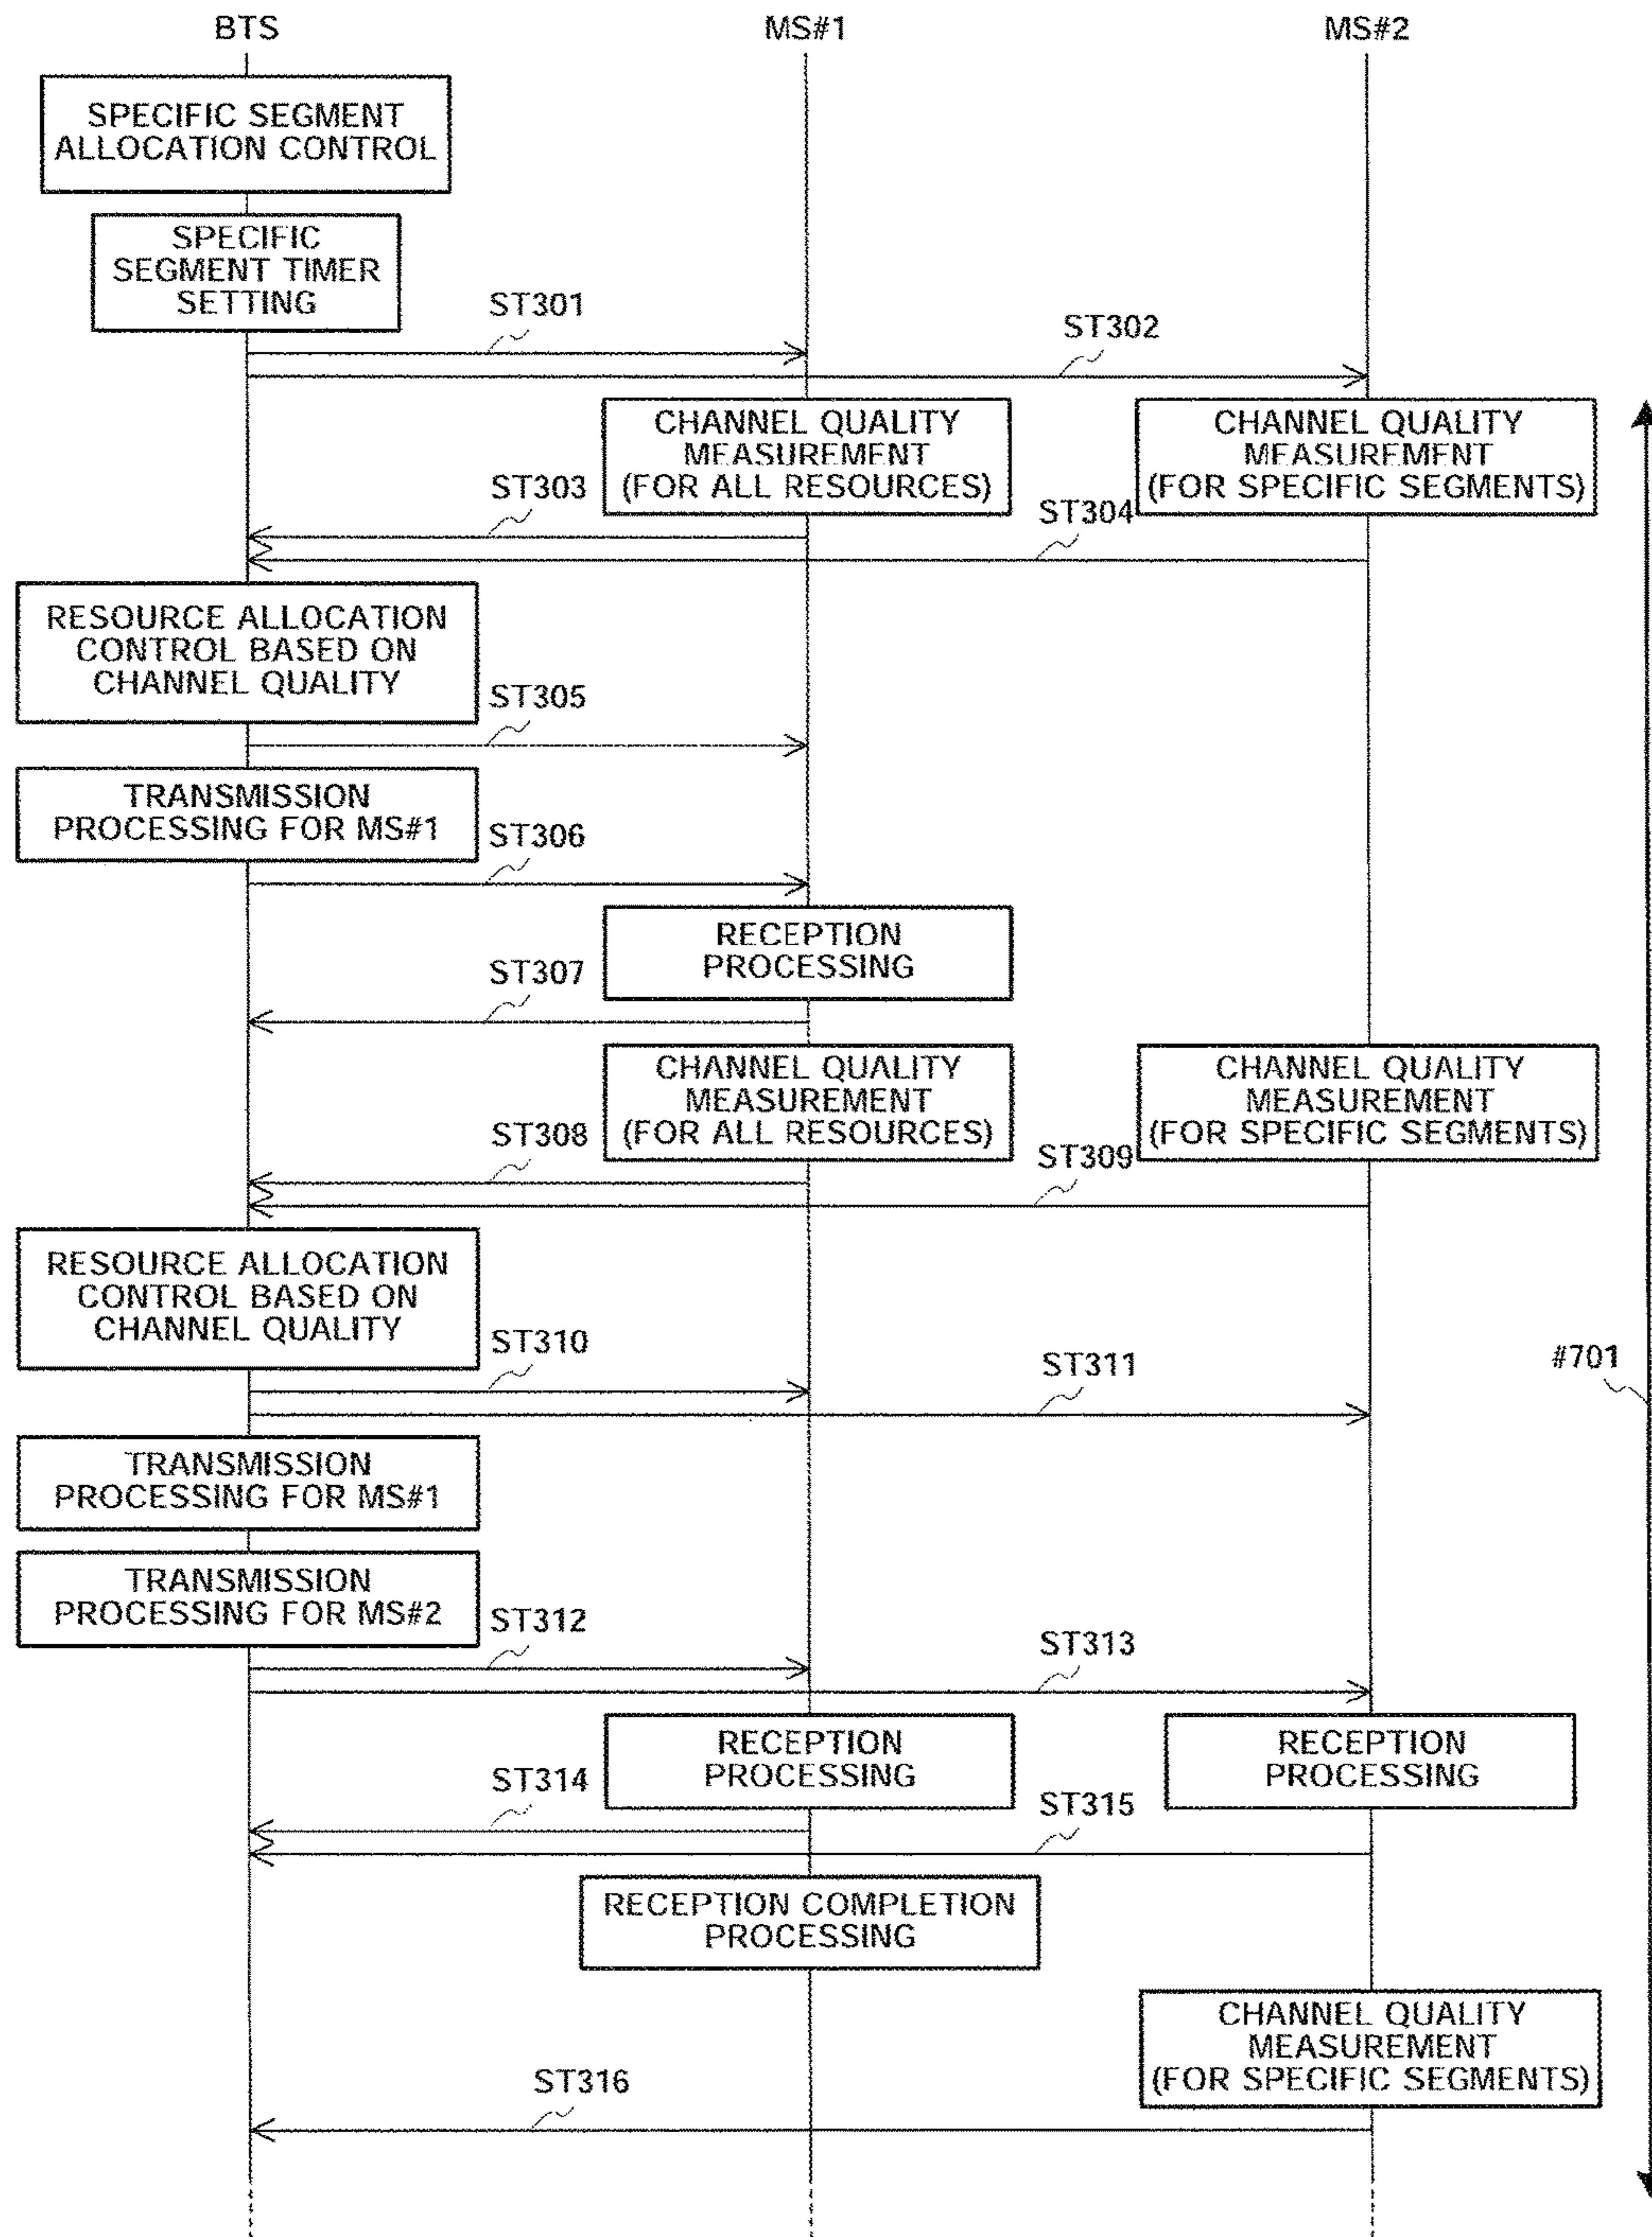 BTS
MS#1
MS#2
SPECIFIC SEGMENT
ALLOCATION CONTROL
SPECIFIC
SEGMENT TIMER
SETTING
ST301
ST302
CHANNEL QUALITY
MEASUREMENT
(FOR ALL RESOURCES)
CHANNEL QUALITY
MEASUREMENT
(FOR SPECIFIC SEGMENTS)
ST303
ST304
RESOURCE ALLOCATION
CONTROL BASED ON
CHANNEL QUALITY
ST305
TRANSMISSION
PROCESSING FOR MS#1
ST306
RECEPTION
PROCESSING
ST307
CHANNEL QUALITY
MEASUREMENT
(FOR ALL RESOURCES)
CHANNEL QUALITY
MEASUREMENT
(FOR SPECIFIC SEGMENTS)
ST308
ST309
RESOURCE ALLOCATION
CONTROL BASED ON
CHANNEL QUALITY
ST310
ST311
#701
TRANSMISSION
PROCESSING FOR MS#1
TRANSMISSION
PROCESSING FOR MS#2
ST312
ST313
RECEPTION
PROCESSING
RECEPTION
PROCESSING
ST314
ST315
RECEPTION COMPLETION
PROCESSING
CHANNEL QUALITY
MEASUREMENT
(FOR SPECIFIC SEGMENTS)
ST316